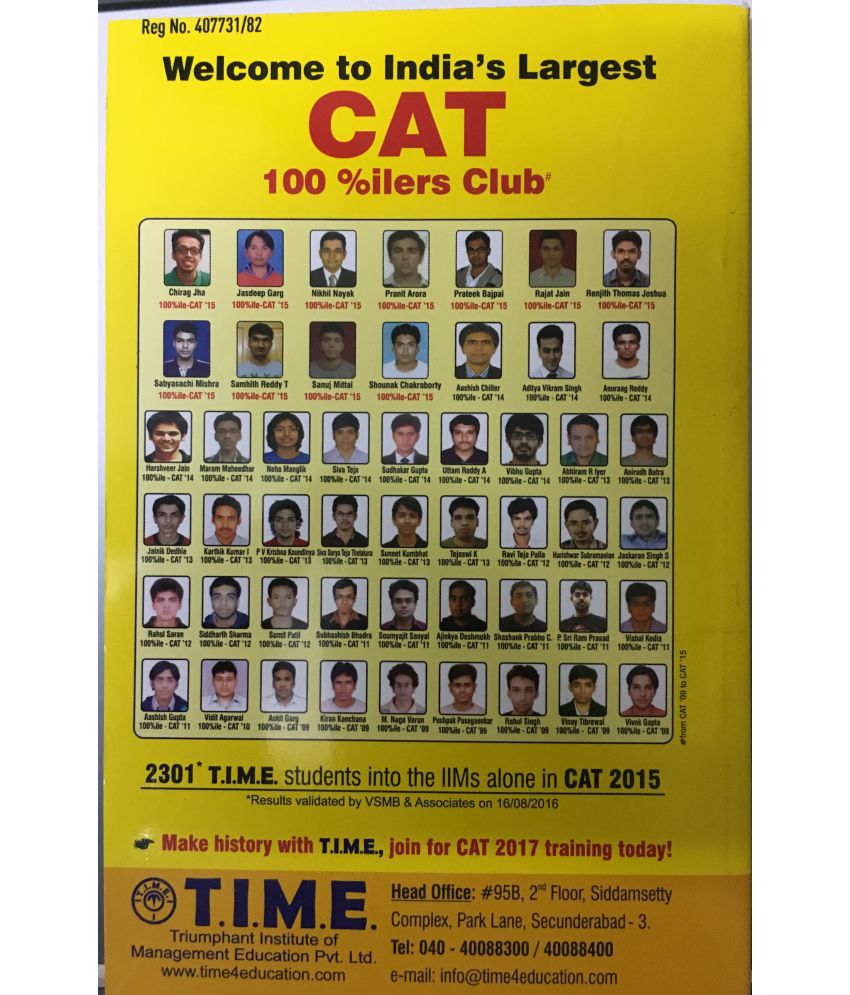 Reg No. 407731/82
Welcome to India's Largest
CAT
100 %ilers Club#
Chirag Jha Jasdeep Garg Nikhil Nayak Pranit Arora Prateek Bajpai Rajat Jain Renjith Thomas Joshua
100%ile-CAT '15 100%ile-CAT '15 100%ile-CAT '15 100%ile-CAT '15 100%ile-CAT '15 100%ile-CAT '15 100%ile-CAT '15
Sabyasachi Mishra Samhith Reddy T Sanuj Mittal Shounak Chakraborty Aashish Chiller Aditya Vikram Singh Anuraag Reddy
100%ile-CAT '15 100%ile-CAT '15 100%ile-CAT '15 100%ile-CAT '15 100%ile - CAT '14 100%ile - CAT '14 100%ile - CAT '14
Harshveer Jain Maram Maheedhar Neha Manglik Siva Teja Sudhakar Gupta Uttam Reddy A Vibhu Gupta Abhiram R Iyer Anirudh Batra
100%ile - CAT '14 100%ile - CAT '14 100%ile - CAT '14 100%ile - CAT '14 100%ile - CAT '14 100%ile - CAT '14 100%ile - CAT '14 100%ile - CAT '13 100%ile - CAT '13
Jainik Dedhia Karthik Kumar I P V Krishna Koundinya Siva Surya Teja Thotakura Suneet Kumbhat Tejaswi K Ravi Teja Palla Harishwar Subramanian Jaskaran Singh S
100%ile - CAT '13 100%ile - CAT '13 100%ile - CAT '13 100%ile - CAT '13 100%ile - CAT '13 100%ile - CAT '13 100%ile - CAT '12 100%ile - CAT '12 100%ile - CAT '12
Rahul Saran Siddharth Sharma Sumit Patil Subhashish Bhadra Soumyajit Sanyal Ajinkya Deshmukh Shashank Prabhu C. P. Sri Ram Prasad Vishal Kedia
100%ile - CAT '12 100%ile - CAT '12 100%ile - CAT '12 100%ile - CAT '11 100%ile - CAT '11 100%ile - CAT '11 100%ile - CAT '11 100%ile - CAT '11 100%ile - CAT '11
Aashish Gupta Vidit Agarwal Ankit Garg Kiran Kanchana M. Naga Varun Pushpak Pusegaonkar Rahul Singh Vinay Tibrewal Vivek Gupta
100%ile - CAT '11 100%ile - CAT '10 100%ile - CAT '09 100%ile - CAT '09 100%ile - CAT '09 100%ile - CAT '09 100%ile - CAT '09 100%ile - CAT '09 100%ile - CAT '09
#from CAT '09 to CAT '15
2301* T.I.M.E. students into the IIMs alone in CAT 2015
*Results validated by VSMB & Associates on 16/08/2016
Make history with T.I.M.E., join for CAT 2017 training today!
T.I.M.E.
T.I.M.E.
Triumphant Institute of
Management Education Pvt. Ltd.
www.time4education.com
Head Office: #95B, 2nd Floor, Siddamsetty
Complex, Park Lane, Secunderabad - 3.
Tel: 040 - 40088300 / 40088400
e-mail: info@time4education.com